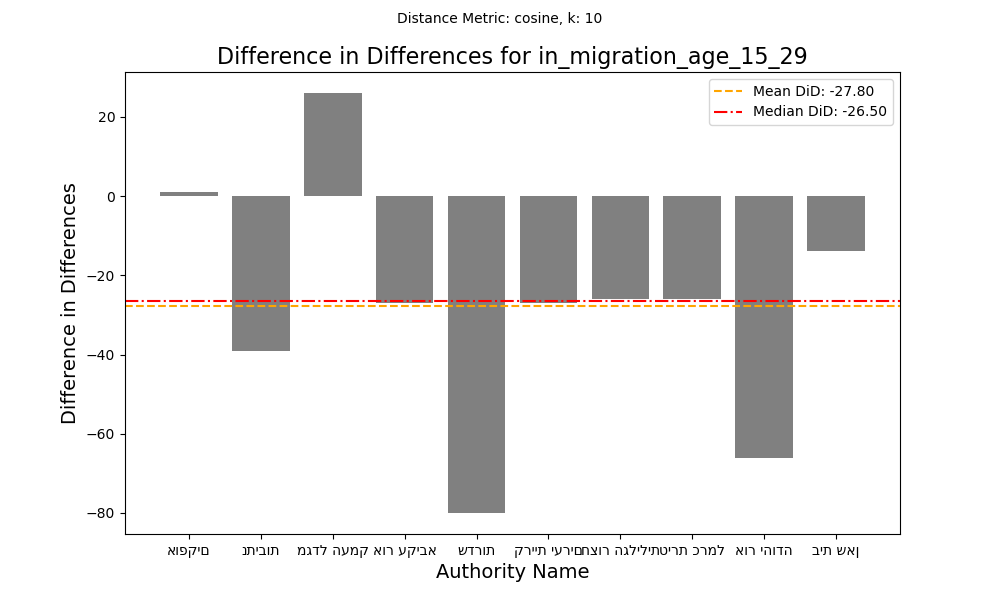 Distance Metric: cosine, k: 10
Difference in Differences for in_migration_age_15_29
Mean DiD: -27.80
Median DiD: -26.50
Difference in Differences
20
0
−20
−40
−60
−80
אופקים
נתיבות
מגדל העמק
אור עקיבא
שדרות
קריית יערים
חצור הגלילית
טירת כרמל
אור יהודה
בית שאן
Authority Name